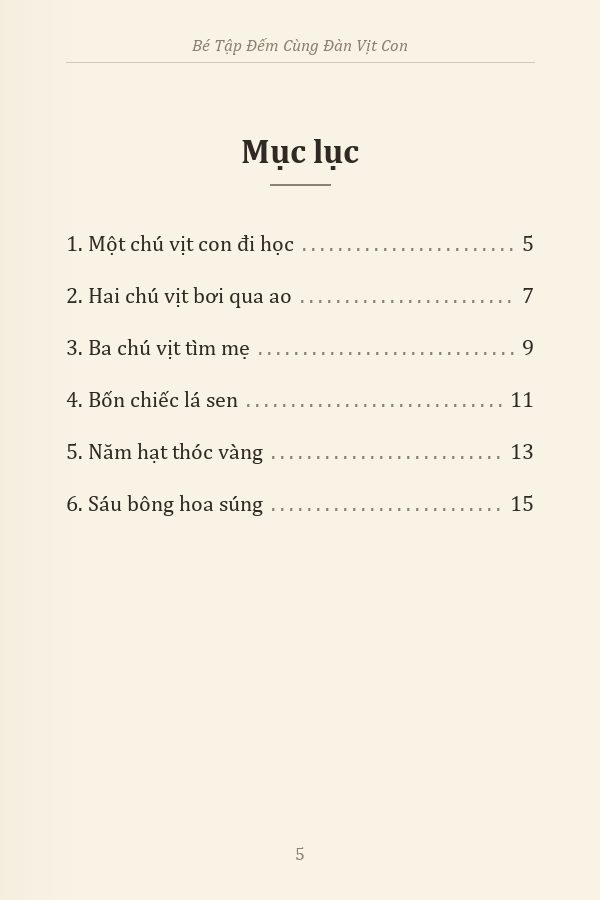 Bé Tập Đếm Cùng Đàn Vịt Con
Mục lục
1. Một chú vịt con đi học ........................ 5
2. Hai chú vịt bơi qua ao ........................ 7
3. Ba chú vịt tìm mẹ ............................. 9
4. Bốn chiếc lá sen ............................. 11
5. Năm hạt thóc vàng .......................... 13
6. Sáu bông hoa súng .......................... 15
5